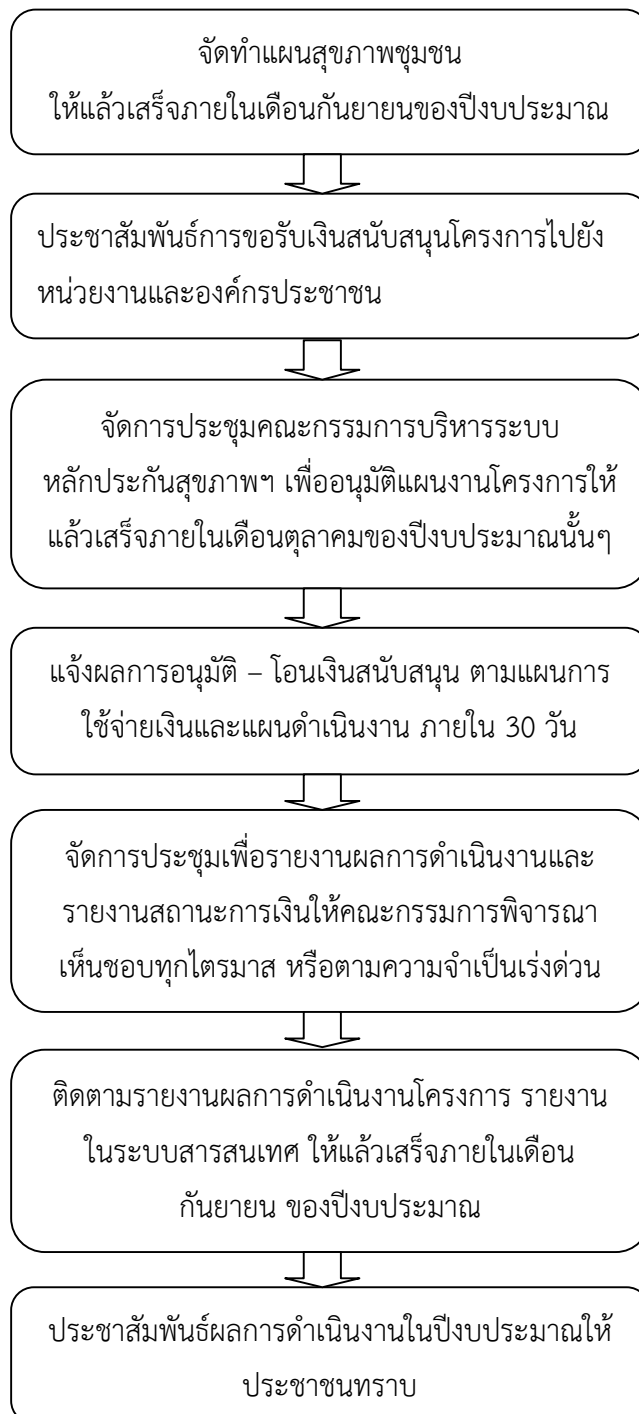 จัดทำแผนสุขภาพชุมชน
ให้แล้วเสร็จภายในเดือนกันยายนของปีงบประมาณ
ประชาสัมพันธ์การขอรับเงินสนับสนุนโครงการไปยัง
หน่วยงานและองค์กรประชาชน
จัดการประชุมคณะกรรมการบริหารระบบ
หลักประกันสุขภาพฯ เพื่ออนุมัติแผนงานโครงการให้
แล้วเสร็จภายในเดือนตุลาคมของปีงบประมาณนั้นๆ
แจ้งผลการอนุมัติ – โอนเงินสนับสนุน ตามแผนการ
ใช้จ่ายเงินและแผนดำเนินงาน ภายใน 30 วัน
จัดการประชุมเพื่อรายงานผลการดำเนินงานและ
รายงานสถานะการเงินให้คณะกรรมการพิจารณา
เห็นชอบทุกไตรมาส หรือตามความจำเป็นเร่งด่วน
ติดตามรายงานผลการดำเนินงานโครงการ รายงาน
ในระบบสารสนเทศ ให้แล้วเสร็จภายในเดือน
กันยายน ของปีงบประมาณ
ประชาสัมพันธ์ผลการดำเนินงานในปีงบประมาณให้
ประชาชนทราบ